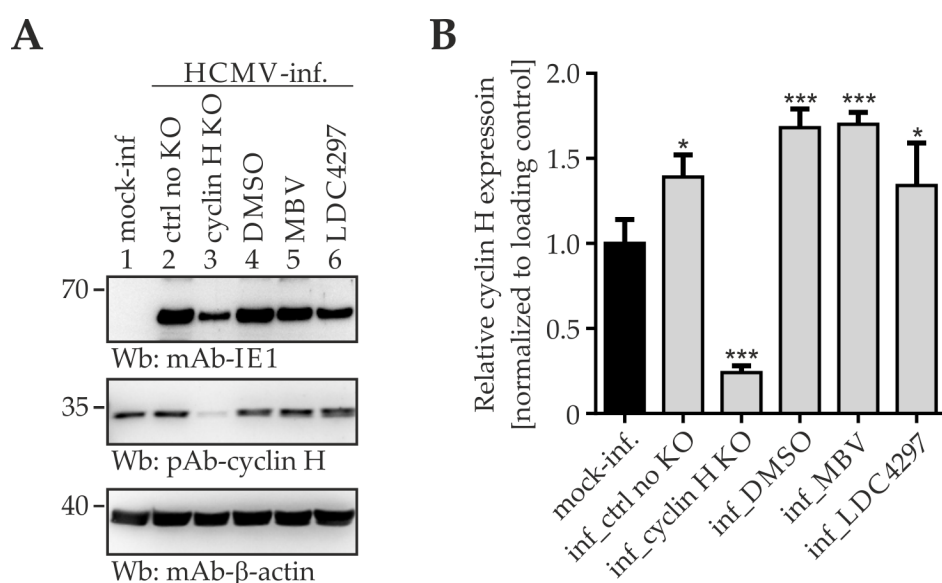 A
HCMV-inf.
mock-inf
ctrl no KO
cyclin H KO
DMSO
MBV
LDC4297
1 2 3 4 5 6
70
Wb: mAb-IE1
35
Wb: pAb-cyclin H
40
Wb: mAb-β-actin
B
Relative cyclin H expressoin
[normalized to loading control]
2.0
1.5
1.0
0.5
0
*
***
***
***
*
mock-inf.
inf_ctrl no KO
inf_cyclin H KO
inf_DMSO
inf_MBV
inf_LDC4297